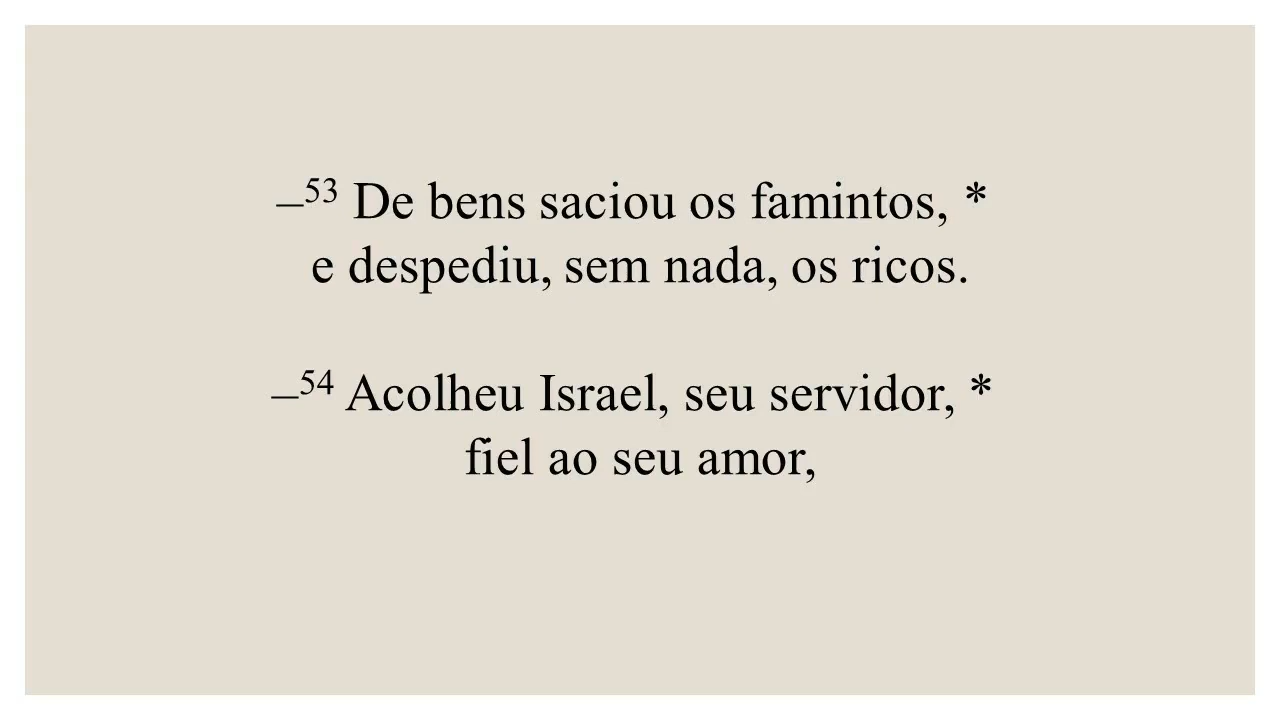 –53 De bens saciou os famintos, *
e despediu, sem nada, os ricos.
–54 Acolheu Israel, seu servidor, *
fiel ao seu amor,